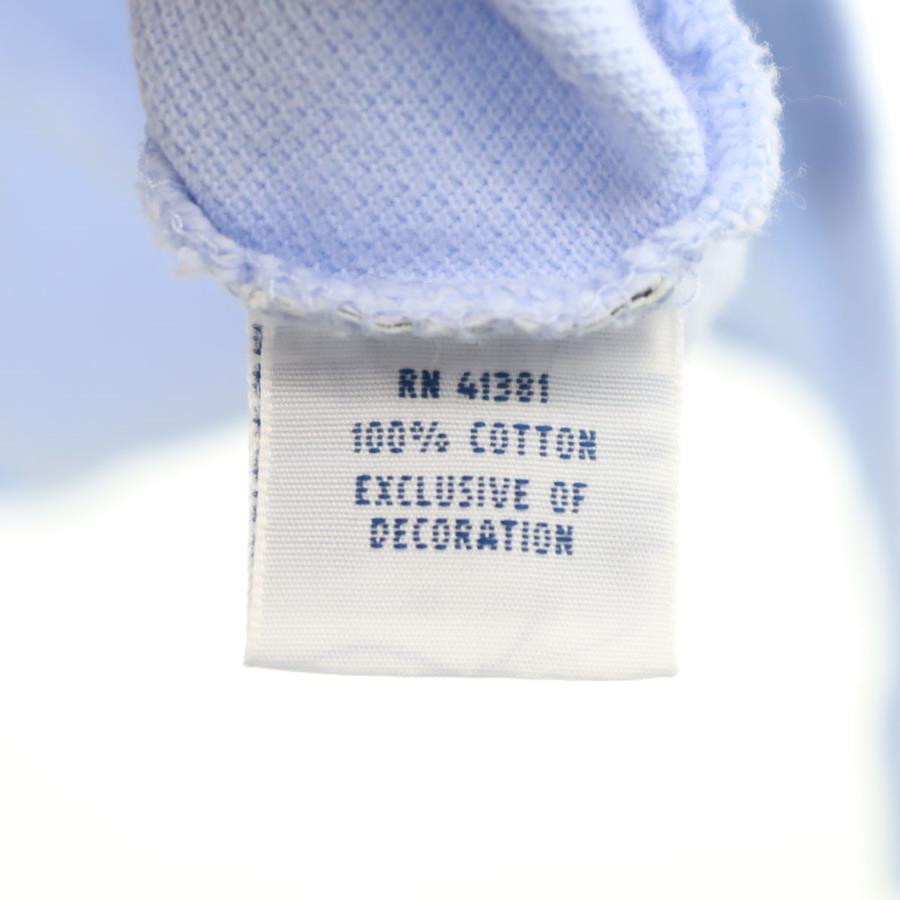 RN 41381
100% COTTON
EXCLUSIVE OF
DECORATION